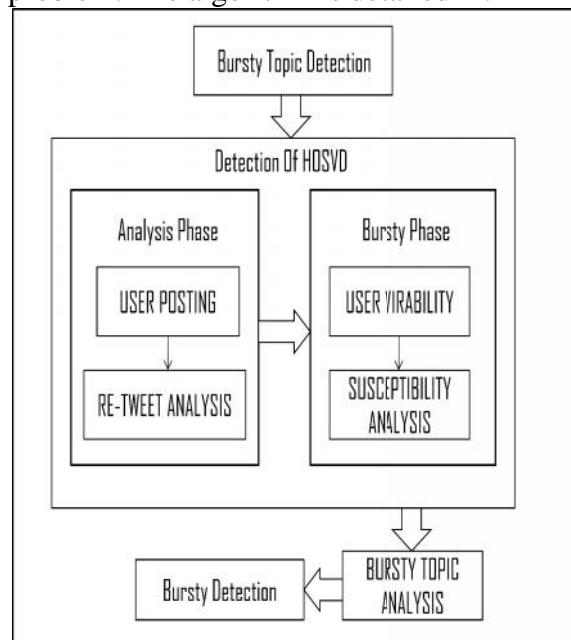 Bursty Topic Detection
Detection Of HOSVD
Analysis Phase
USER POSTING
RE-TWEET ANALYSIS
Bursty Phase
USER VIRABILITY
SUSCEPTIBILITY
ANALYSIS
BURSTY TOPIC
ANALYSIS
Bursty Detection